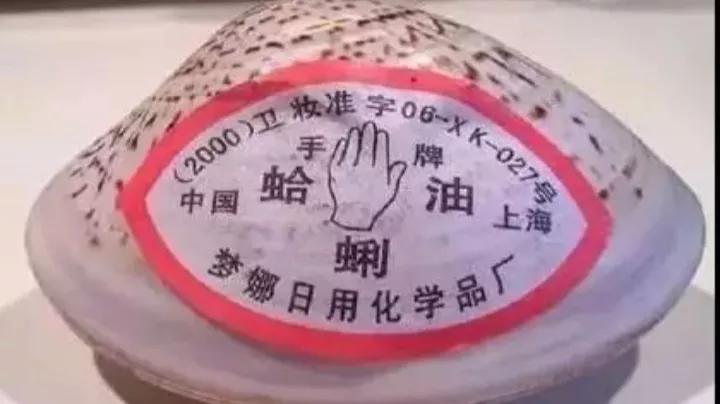 (2000)卫妆准字06-XK-027号
手牌
中国 蛤 油 上海
蜊
梦娜日用化学品厂